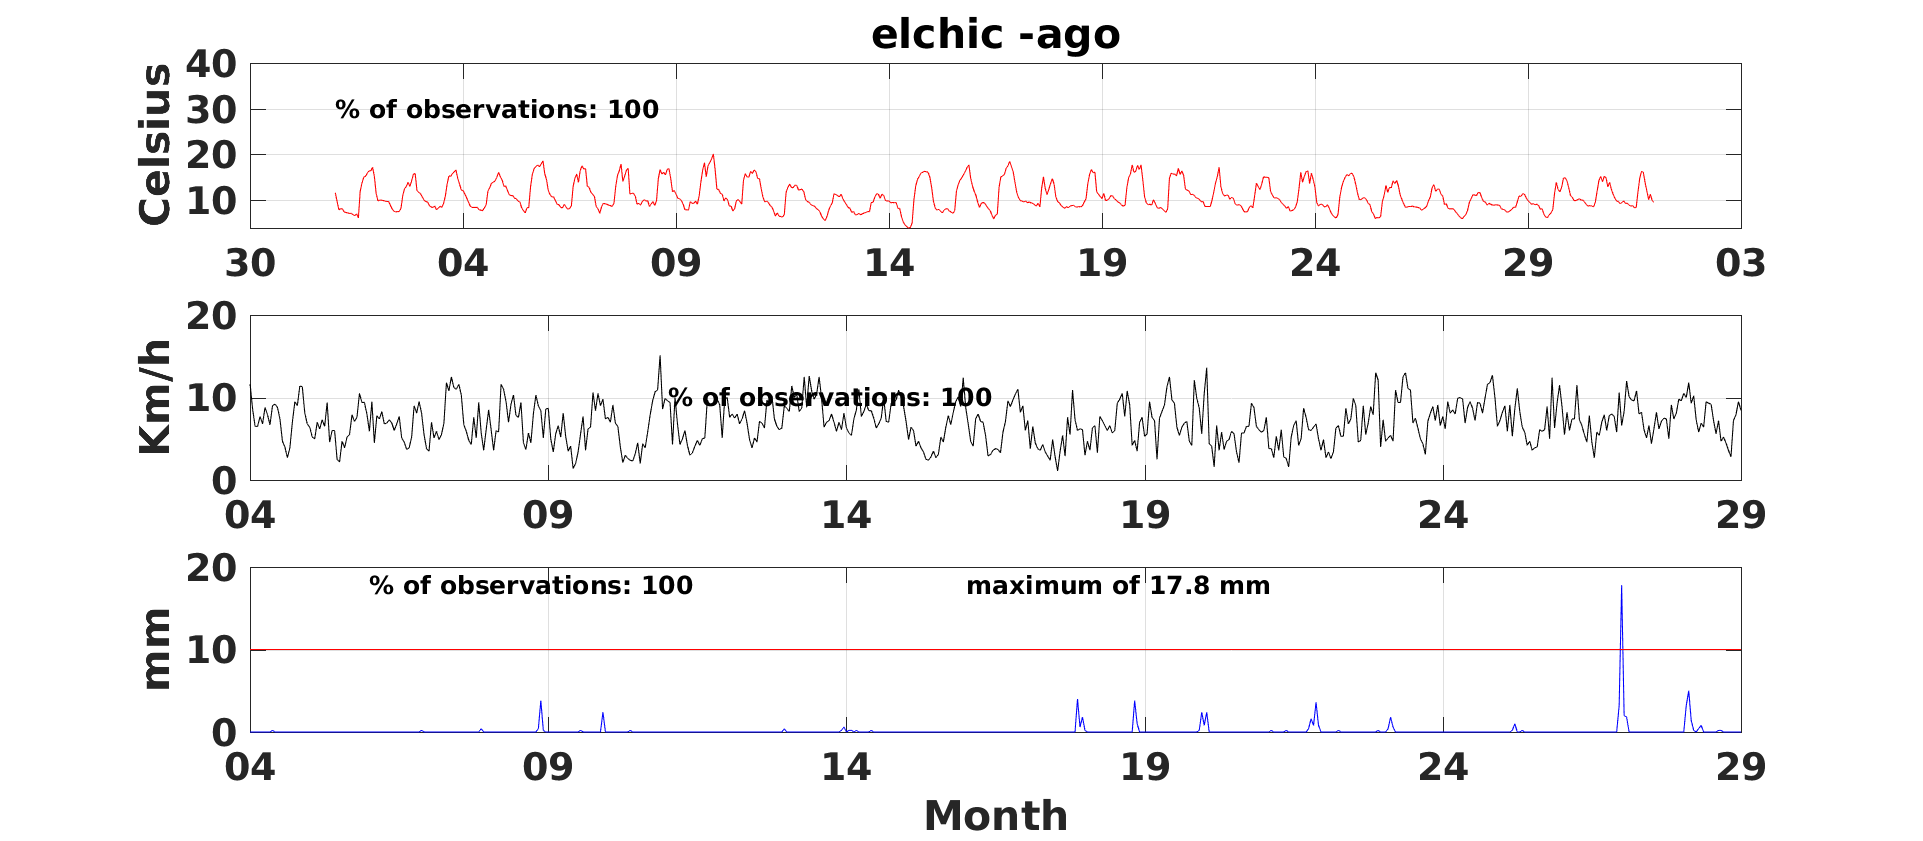 elchic -ago
Celsius
40
30
20
10
% of observations: 100
30 04 09 14 19 24 29 03
Km/h
20
10
0
% of observations: 100
04 09 14 19 24 29
mm
20
10
0
% of observations: 100 maximum of 17.8 mm
04 09 14 19 24 29
Month